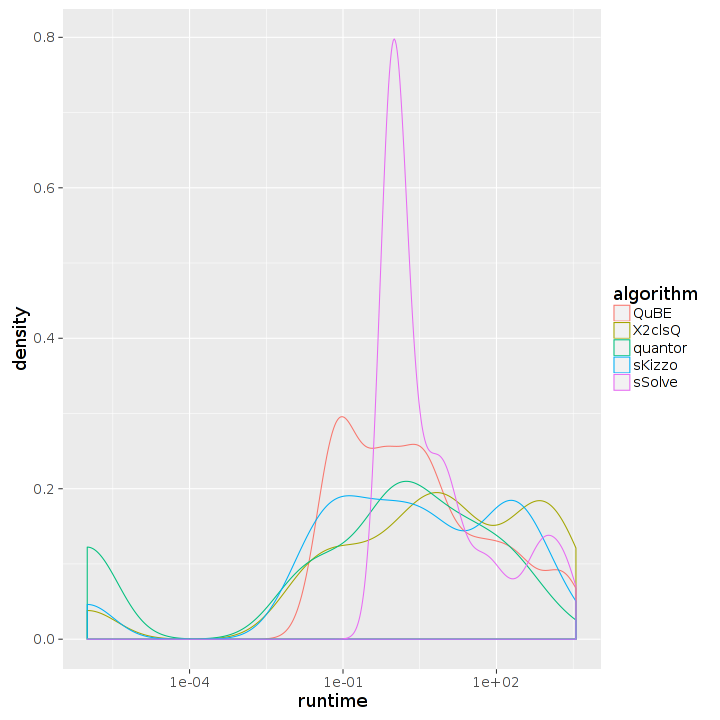 0.8
0.6
0.4
0.2
0.0
density
1e-04
1e-01
1e+02
runtime
algorithm
QuBE
X2clsQ
quantor
sKizzo
sSolve